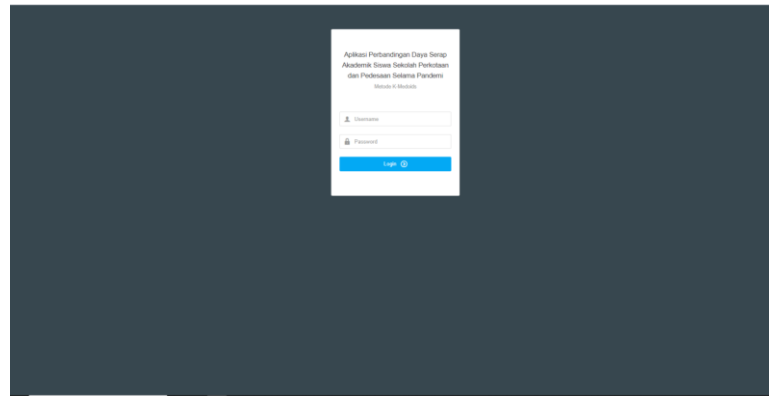 Aplikasi Perbandingan Daya Serap
Akademik Siswa Sekolah Perkotaan
dan Pedesaan Selama Pandemi
Metode K-Medoids
Username
Password
Login